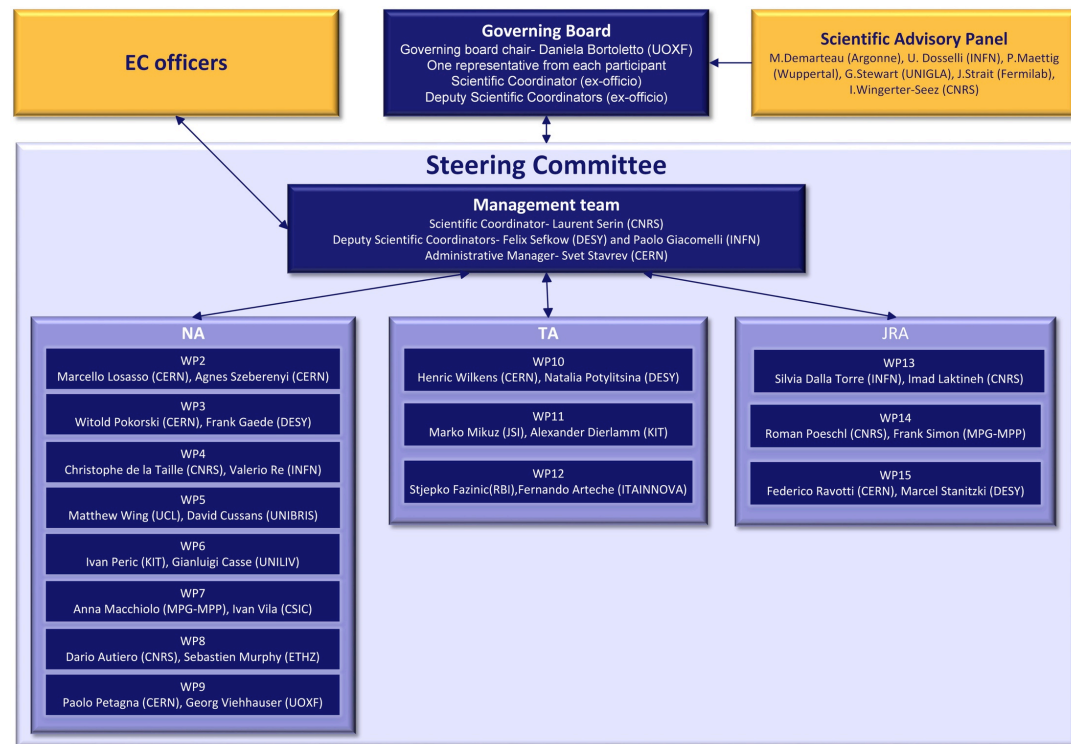 EC officers
Governing Board
Governing board chair- Daniela Bortoletto (UOXF)
One representative from each participant
Scientific Coordinator (ex-officio)
Deputy Scientific Coordinators (ex-officio)
Scientific Advisory Panel
M.Demarteau (Argonne), U. Dosselli (INFN), P.Maettig
(Wuppertal), G.Stewart (UNIGLA), J.Strait (Fermilab),
I.Wingerter-Seez (CNRS)
Steering Committee
Management team
Scientific Coordinator- Laurent Serin (CNRS)
Deputy Scientific Coordinators- Felix Sefkow (DESY) and Paolo Giacomelli (INFN)
Administrative Manager- Svet Stavrev (CERN)
NA
WP2
Marcello Losasso (CERN), Agnes Szeberenyi (CERN)
WP3
Witold Pokorski (CERN), Frank Gaede (DESY)
WP4
Christophe de la Taille (CNRS), Valerio Re (INFN)
WP5
Matthew Wing (UCL), David Cussans (UNIBRIS)
WP6
Ivan Peric (KIT), Gianluigi Casse (UNILIV)
WP7
Anna Macchiolo (MPG-MPP), Ivan Vila (CSIC)
WP8
Dario Autiero (CNRS), Sebastien Murphy (ETHZ)
WP9
Paolo Petagna (CERN), Georg Viehhauser (UOXF)
TA
WP10
Henric Wilkens (CERN), Natalia Potylitsina (DESY)
WP11
Marko Mikuz (JSI), Alexander Dierlamm (KIT)
WP12
Stjepko Fazinic(RBI),Fernando Arteche (ITAINNOVA)
JRA
WP13
Silvia Dalla Torre (INFN), Imad Laktineh (CNRS)
WP14
Roman Poeschl (CNRS), Frank Simon (MPG-MPP)
WP15
Federico Ravotti (CERN), Marcel Stanitzki (DESY)